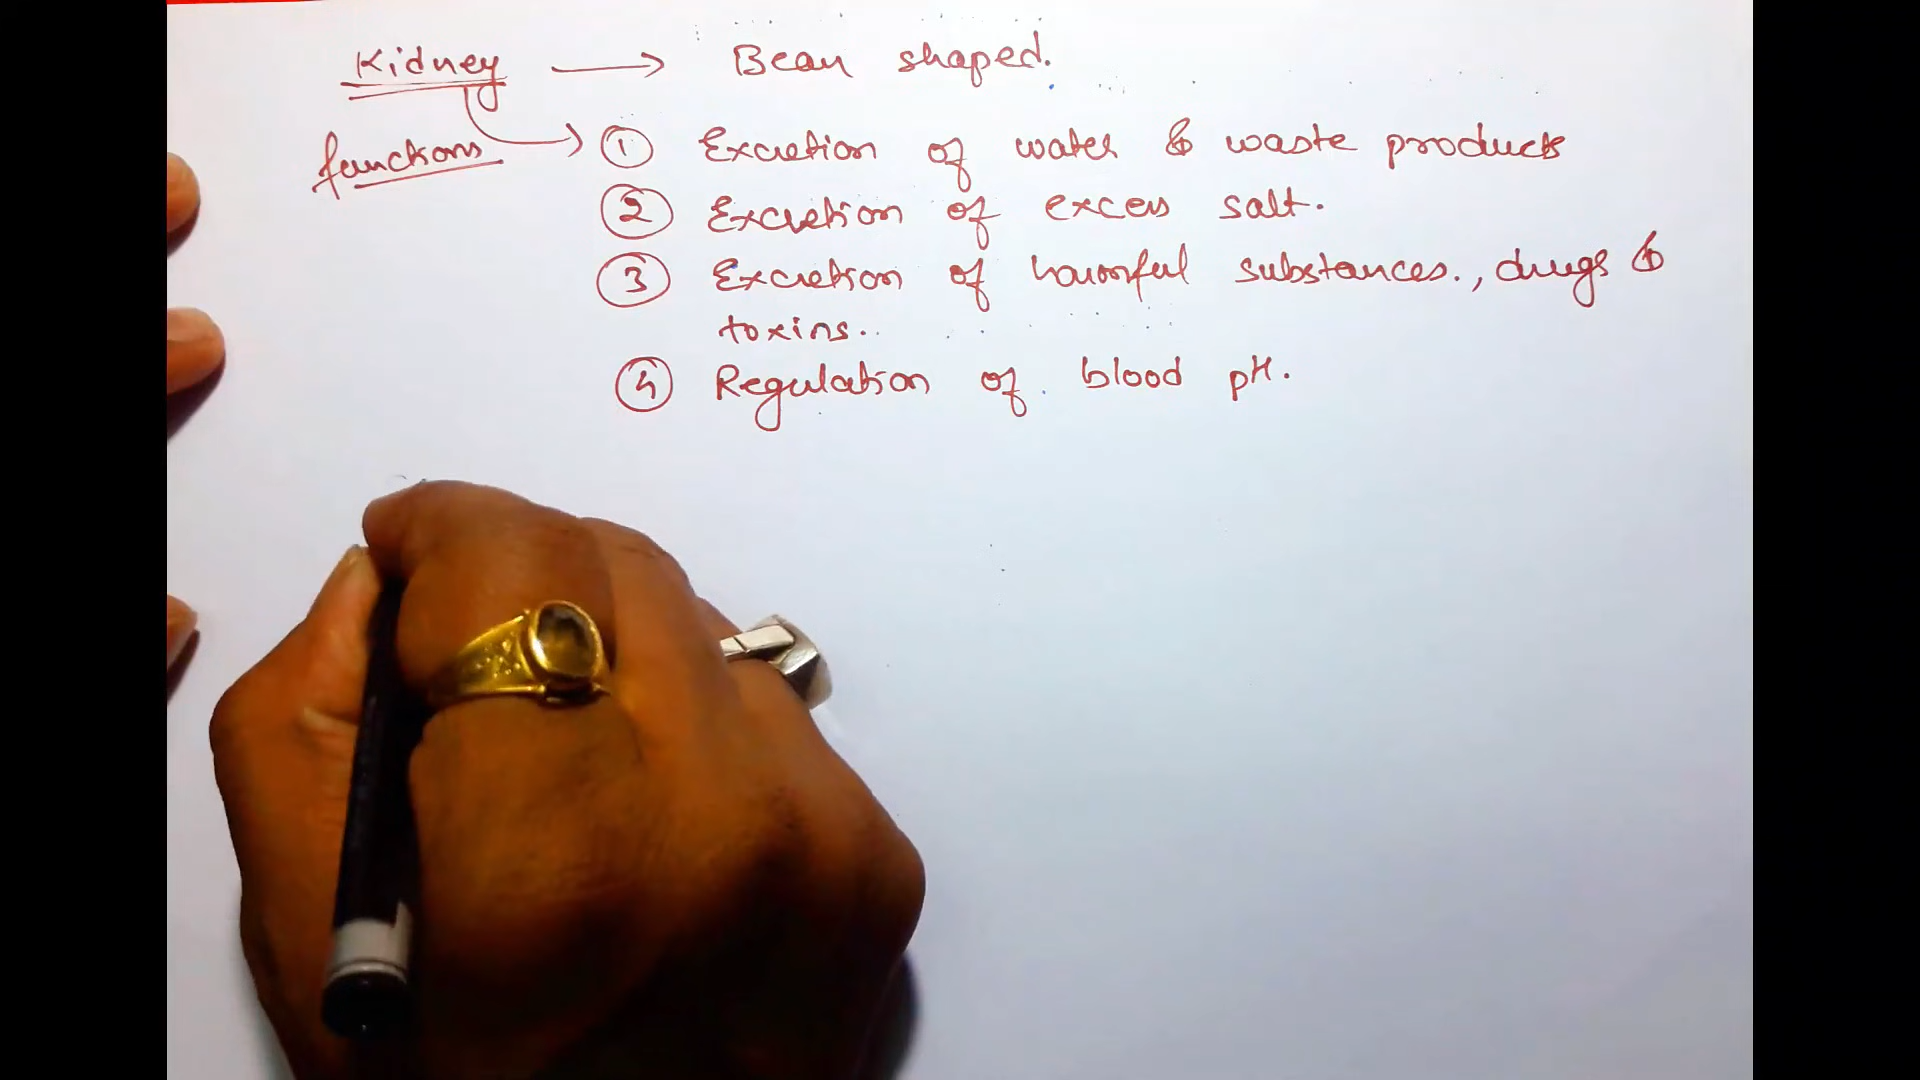 Kidney → Bean shaped.
functions → ① Excretion of water & waste products
② Excretion of excess salt.
③ Excretion of harmful substances., drugs &
toxins..
④ Regulation of blood pH.